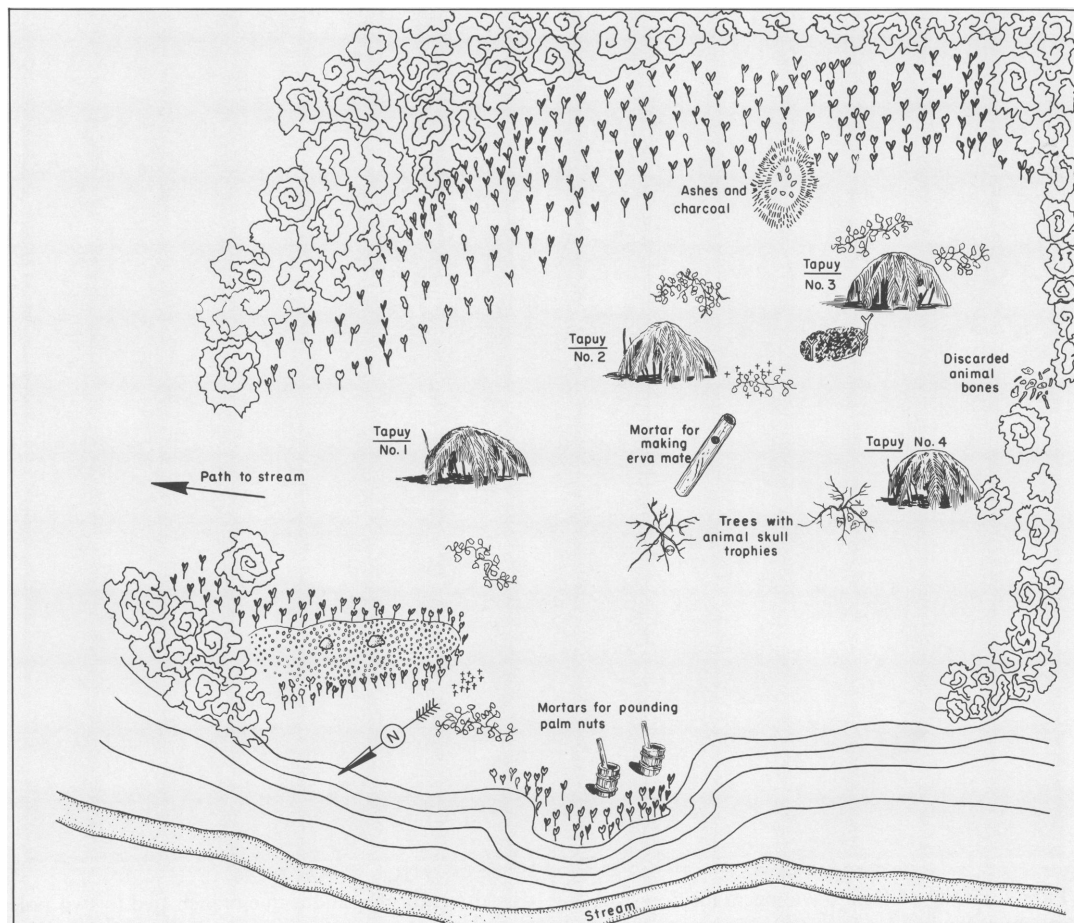 Ashes and
charcoal
Tapuy
No. 3
Tapuy
No. 2
Discarded
animal
bones
Tapuy
No. 1
Mortar for
making
erva mate
Tapuy No. 4
Path to stream
Trees with
animal skull
trophies
Mortars for pounding
palm nuts
N
Stream